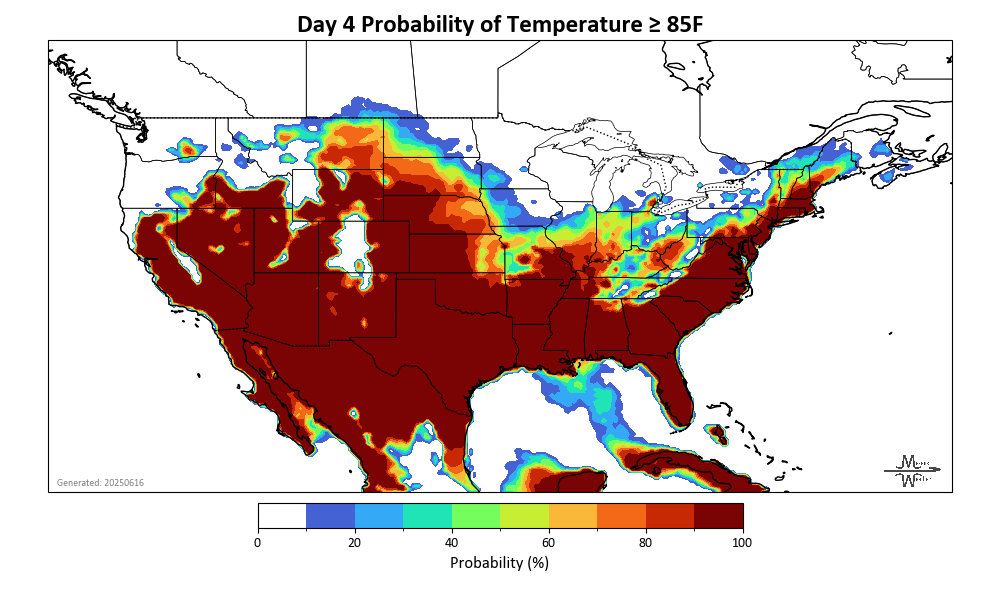 Day 4 Probability of Temperature ≥ 85F
Generated: 20250616
0 20 40 60 80 100
Probability (%)